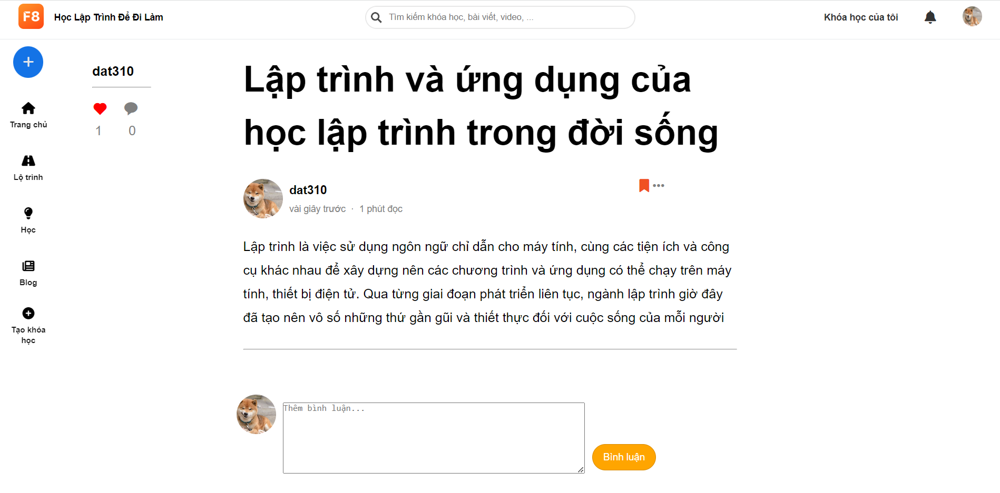 F8
Học Lập Trình Để Đi Làm
Tìm kiếm khóa học, bài viết, video, ...
Khóa học của tôi
Trang chủ
Lộ trình
Học
Blog
Tạo khóa
học
dat310
1 0
Lập trình và ứng dụng của
học lập trình trong đời sống
dat310
vài giây trước · 1 phút đọc
Lập trình là việc sử dụng ngôn ngữ chỉ dẫn cho máy tính, cùng các tiện ích và công
cụ khác nhau để xây dựng nên các chương trình và ứng dụng có thể chạy trên máy
tính, thiết bị điện tử. Qua từng giai đoạn phát triển liên tục, ngành lập trình giờ đây
đã tạo nên vô số những thứ gần gũi và thiết thực đối với cuộc sống của mỗi người
Thêm bình luận...
Bình luận